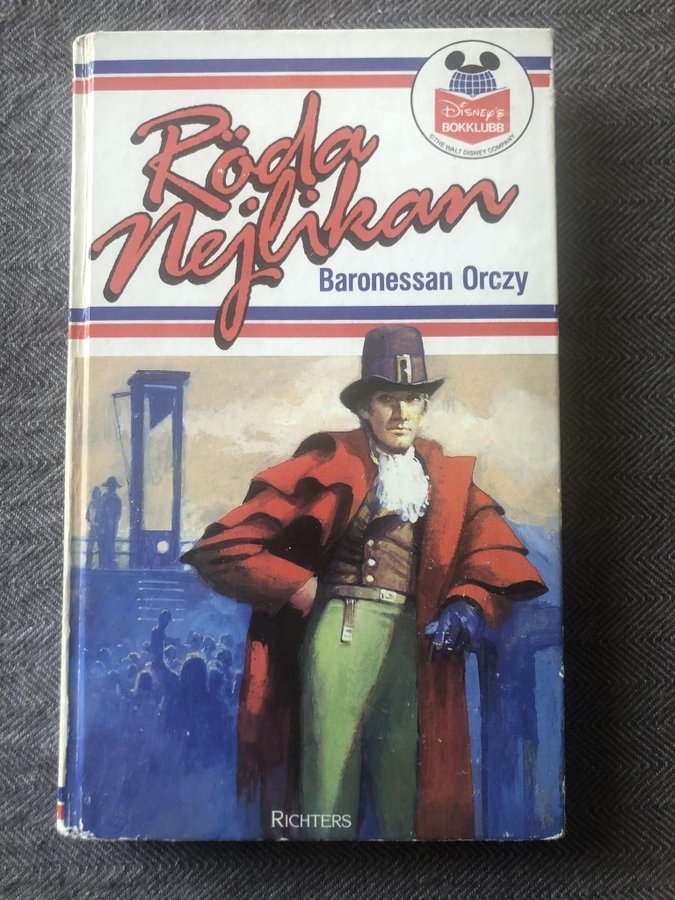 Röda
Nejlikan
Baronessan Orczy
DISNEY'S
BOKKLUBB
© THE WALT DISNEY COMPANY
RICHTERS